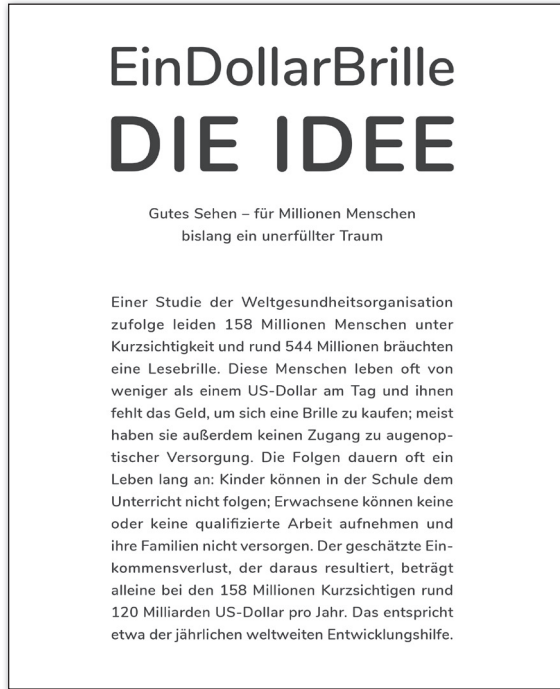 EinDollarBrille
DIE IDEE
Gutes Sehen – für Millionen Menschen
bislang ein unerfüllter Traum
Einer Studie der Weltgesundheitsorganisation
zufolge leiden 158 Millionen Menschen unter
Kurzsichtigkeit und rund 544 Millionen bräuchten
eine Lesebrille. Diese Menschen leben oft von
weniger als einem US-Dollar am Tag und ihnen
fehlt das Geld, um sich eine Brille zu kaufen; meist
haben sie außerdem keinen Zugang zu augenop-
tischer Versorgung. Die Folgen dauern oft ein
Leben lang an: Kinder können in der Schule dem
Unterricht nicht folgen; Erwachsene können keine
oder keine qualifizierte Arbeit aufnehmen und
ihre Familien nicht versorgen. Der geschätzte Ein-
kommensverlust, der daraus resultiert, beträgt
alleine bei den 158 Millionen Kurzsichtigen rund
120 Milliarden US-Dollar pro Jahr. Das entspricht
etwa der jährlichen weltweiten Entwicklungshilfe.